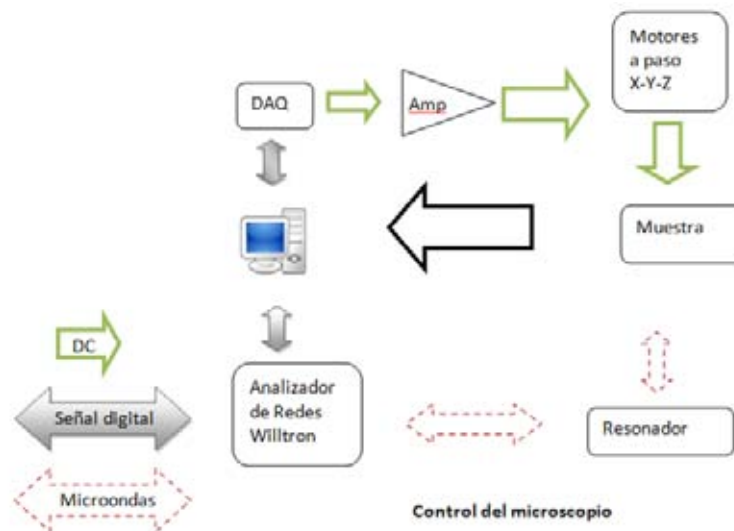 Motores
a paso
X-Y-Z
DAQ
Amp
Muestra
DC
Señal digital
Microondas
Analizador
de Redes
Willtron
Resonador
Control del microscopio